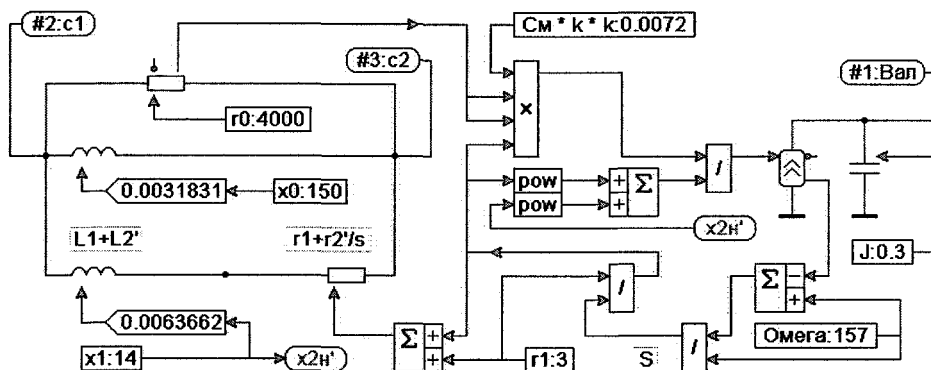 #2:c1
См * k * k:0.0072
#3:c2
#1:Вал
r0:4000
x
/
pow
+
Σ
pow
+
0.0031831
x0:150
x2н'
L1+L2'
r1+r2'/s
J:0.3
/
Σ
−
+
0.0063662
Σ
+
+
S
/
Омега:157
x1:14
x2н'
r1:3